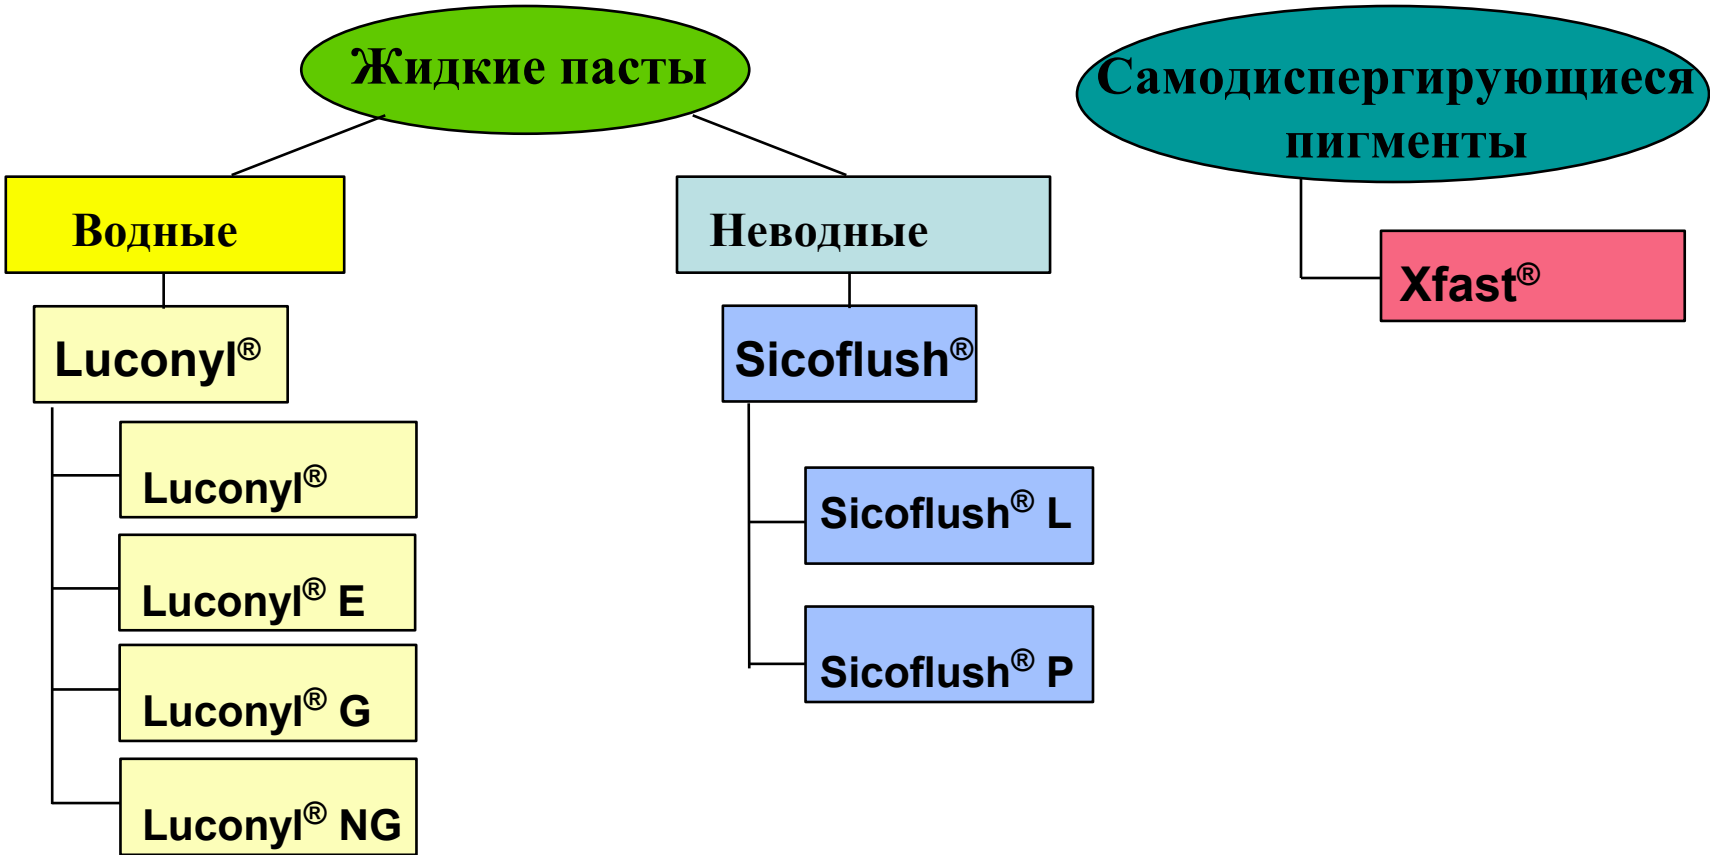 Жидкие пасты
Самодиспергирующиеся
пигменты
Водные
Неводные
Xfast®
Luconyl®
Sicoflush®
Luconyl®
Luconyl® E
Luconyl® G
Luconyl® NG
Sicoflush® L
Sicoflush® P